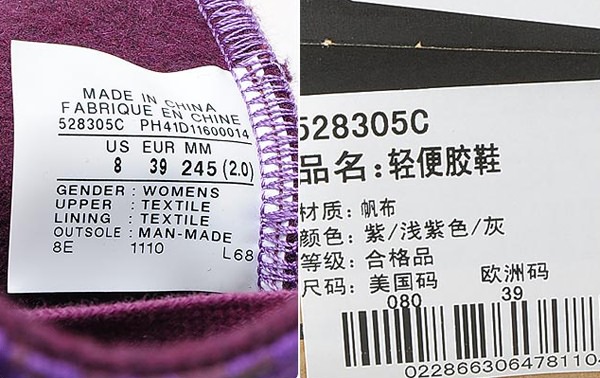 MADE IN CHINA
FABRIQUE EN CHINE
528305C PH41D11600014
US EUR MM
8 39 245 (2.0)
GENDER : WOMENS
UPPER : TEXTILE
LINING : TEXTILE
OUTSOLE : MAN-MADE
8E 1110 L68
528305C
品名:轻便胶鞋
材质: 帆布
颜色: 紫/浅紫色/灰
等级: 合格品
尺码: 美国码 欧洲码
080 39
0228663064781104